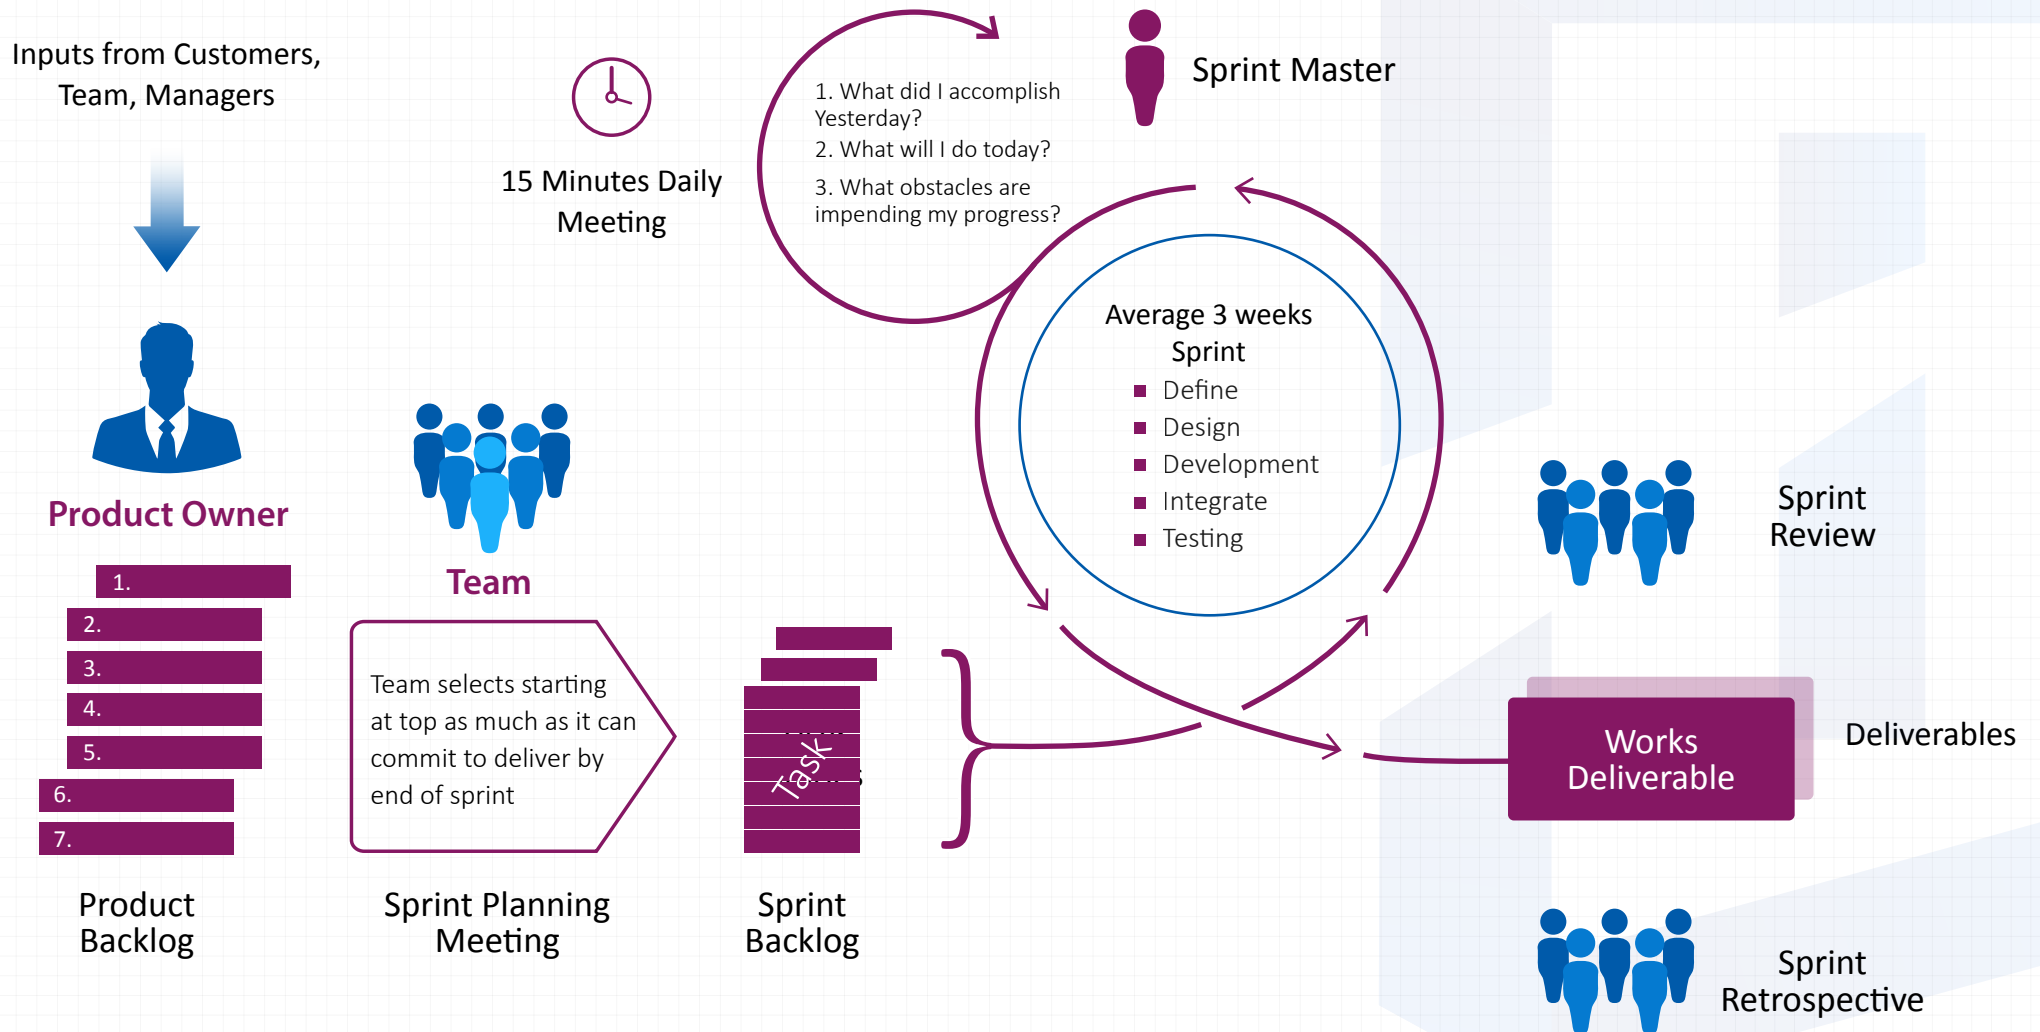 Inputs from Customers,
Team, Managers
Product Owner
1.
2.
3.
4.
5.
6.
7.
Product
Backlog
Team
Team selects starting
at top as much as it can
commit to deliver by
end of sprint
Sprint Planning
Meeting
Task
Sprint
Backlog
15 Minutes Daily
Meeting
1. What did I accomplish
Yesterday?
2. What will I do today?
3. What obstacles are
impending my progress?
Sprint Master
Average 3 weeks
Sprint
Define
Design
Development
Integrate
Testing
Sprint
Review
Works
Deliverable
Deliverables
Sprint
Retrospective